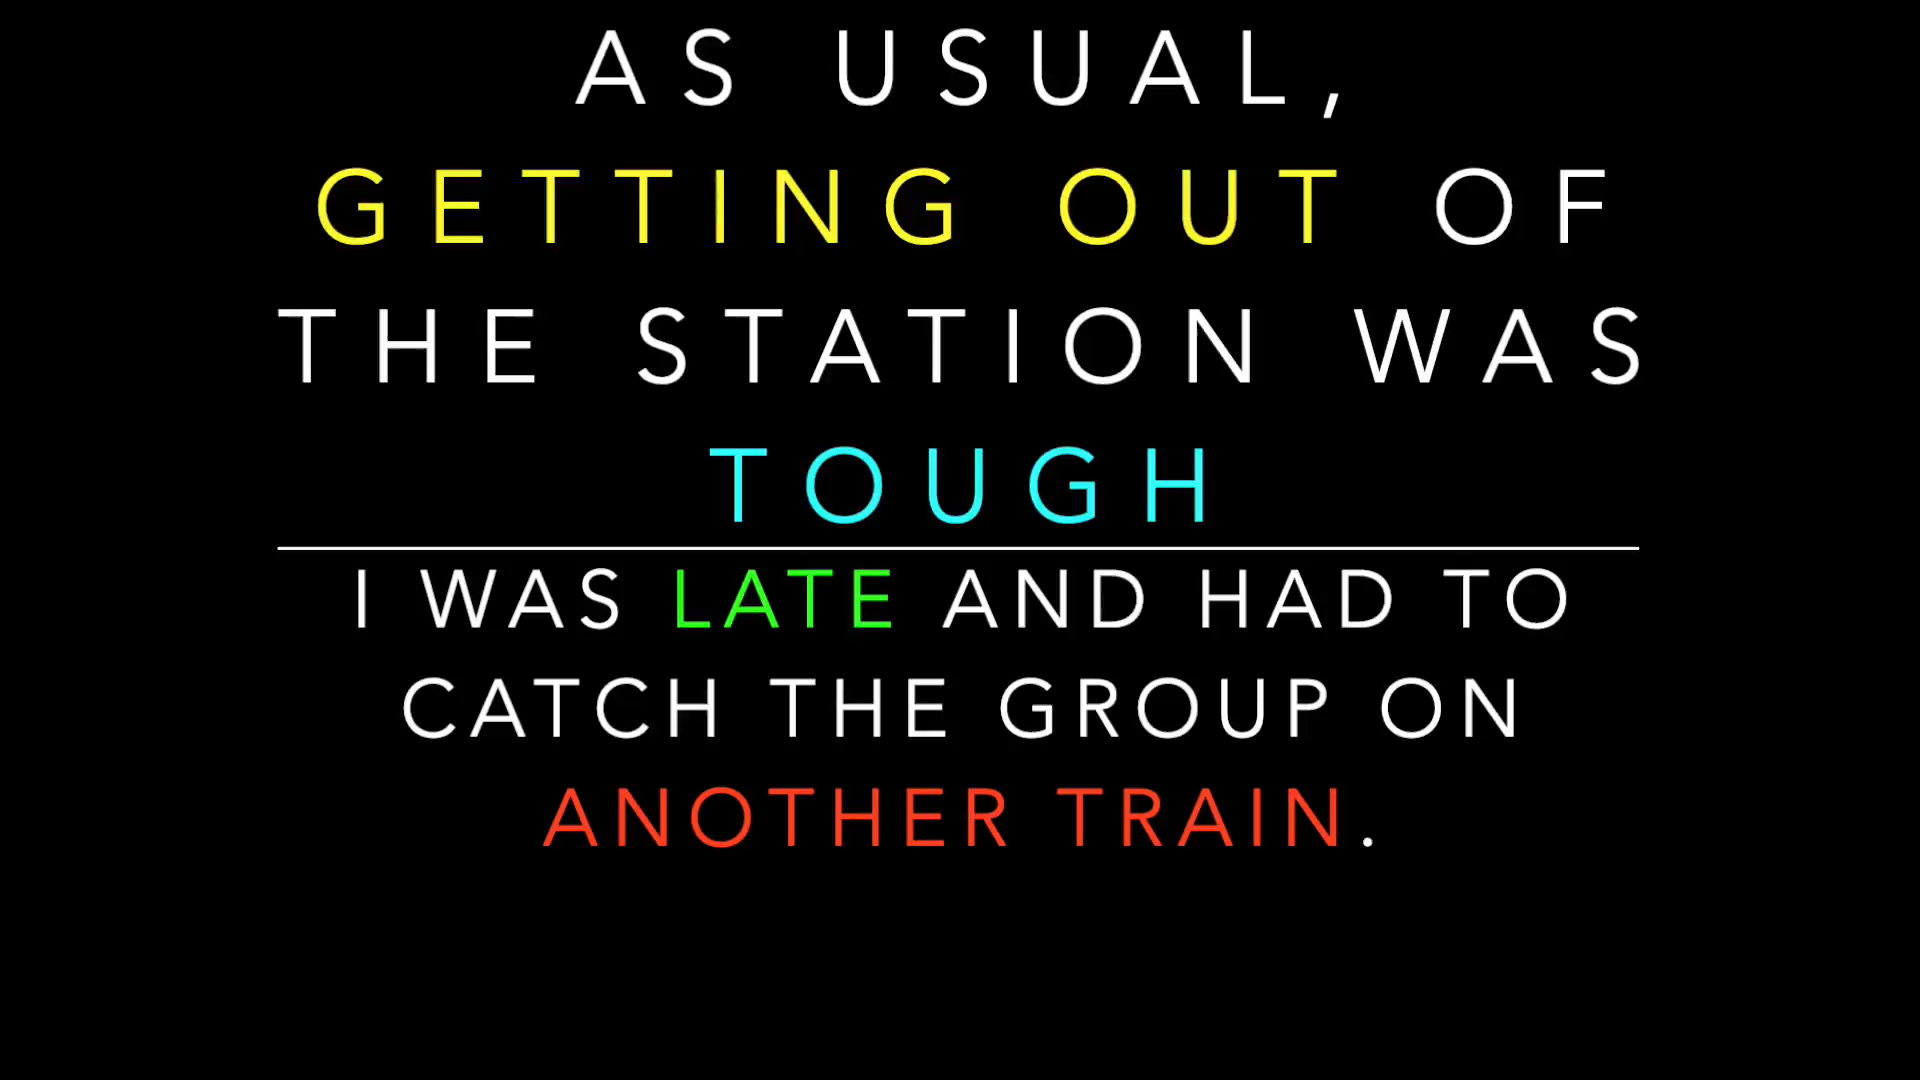 AS USUAL,
GETTING OUT OF
THE STATION WAS
TOUGH
I WAS LATE AND HAD TO
CATCH THE GROUP ON
ANOTHER TRAIN.